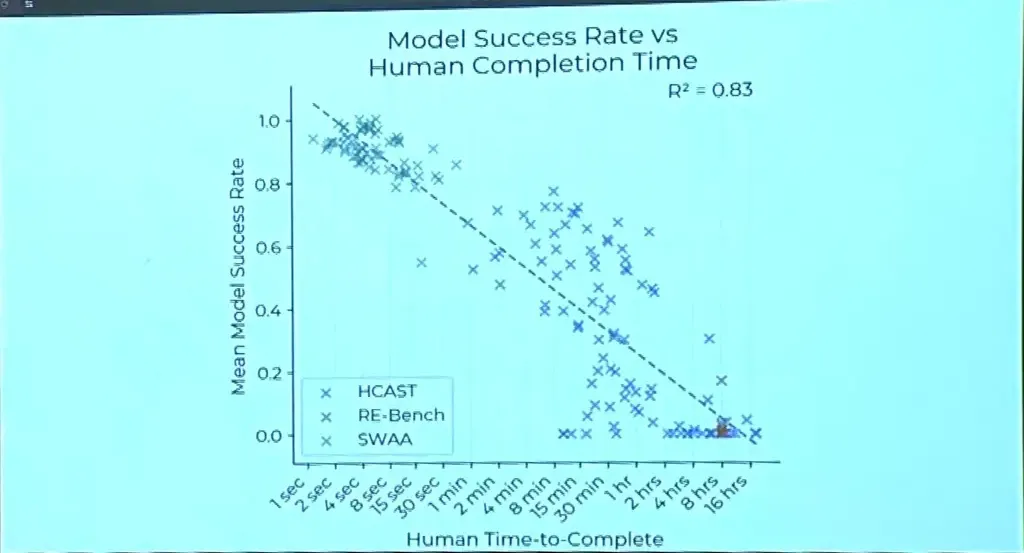 Model Success Rate vs
Human Completion Time
R² = 0.83
Mean Model Success Rate
1.0
0.8
0.6
0.4
0.2
0.0
HCAST
RE-Bench
SWAA
1 sec
2 sec
4 sec
8 sec
15 sec
30 sec
1 min
2 min
4 min
8 min
15 min
30 min
1 hr
2 hrs
4 hrs
8 hrs
16 hrs
Human Time-to-Complete